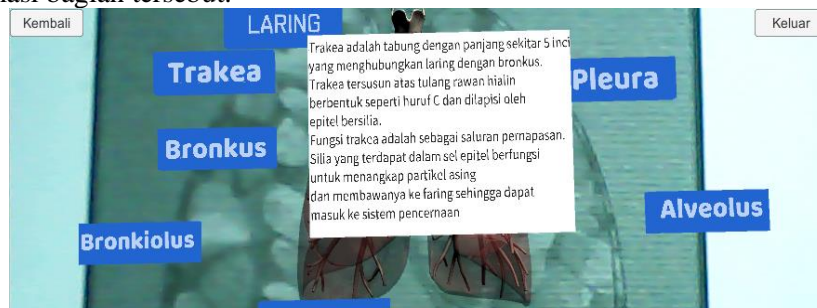 asi bagian tersebut.
Kembali
LARING
Keluar
Trakea adalah tabung dengan panjang sekitar 5 inci
yang menghubungkan laring dengan bronkus.
Trakea tersusun atas tulang rawan hialin
berbentuk seperti huruf C dan dilapisi oleh
epitel bersilia.
Fungsi trakea adalah sebagai saluran pernapasan.
Silia yang terdapat dalam sel epitel berfungsi
untuk menangkap partikel asing
dan membawanya ke faring sehingga dapat
masuk ke sistem pencernaan
Trakea
Pleura
Bronkus
Alveolus
Bronkiolus